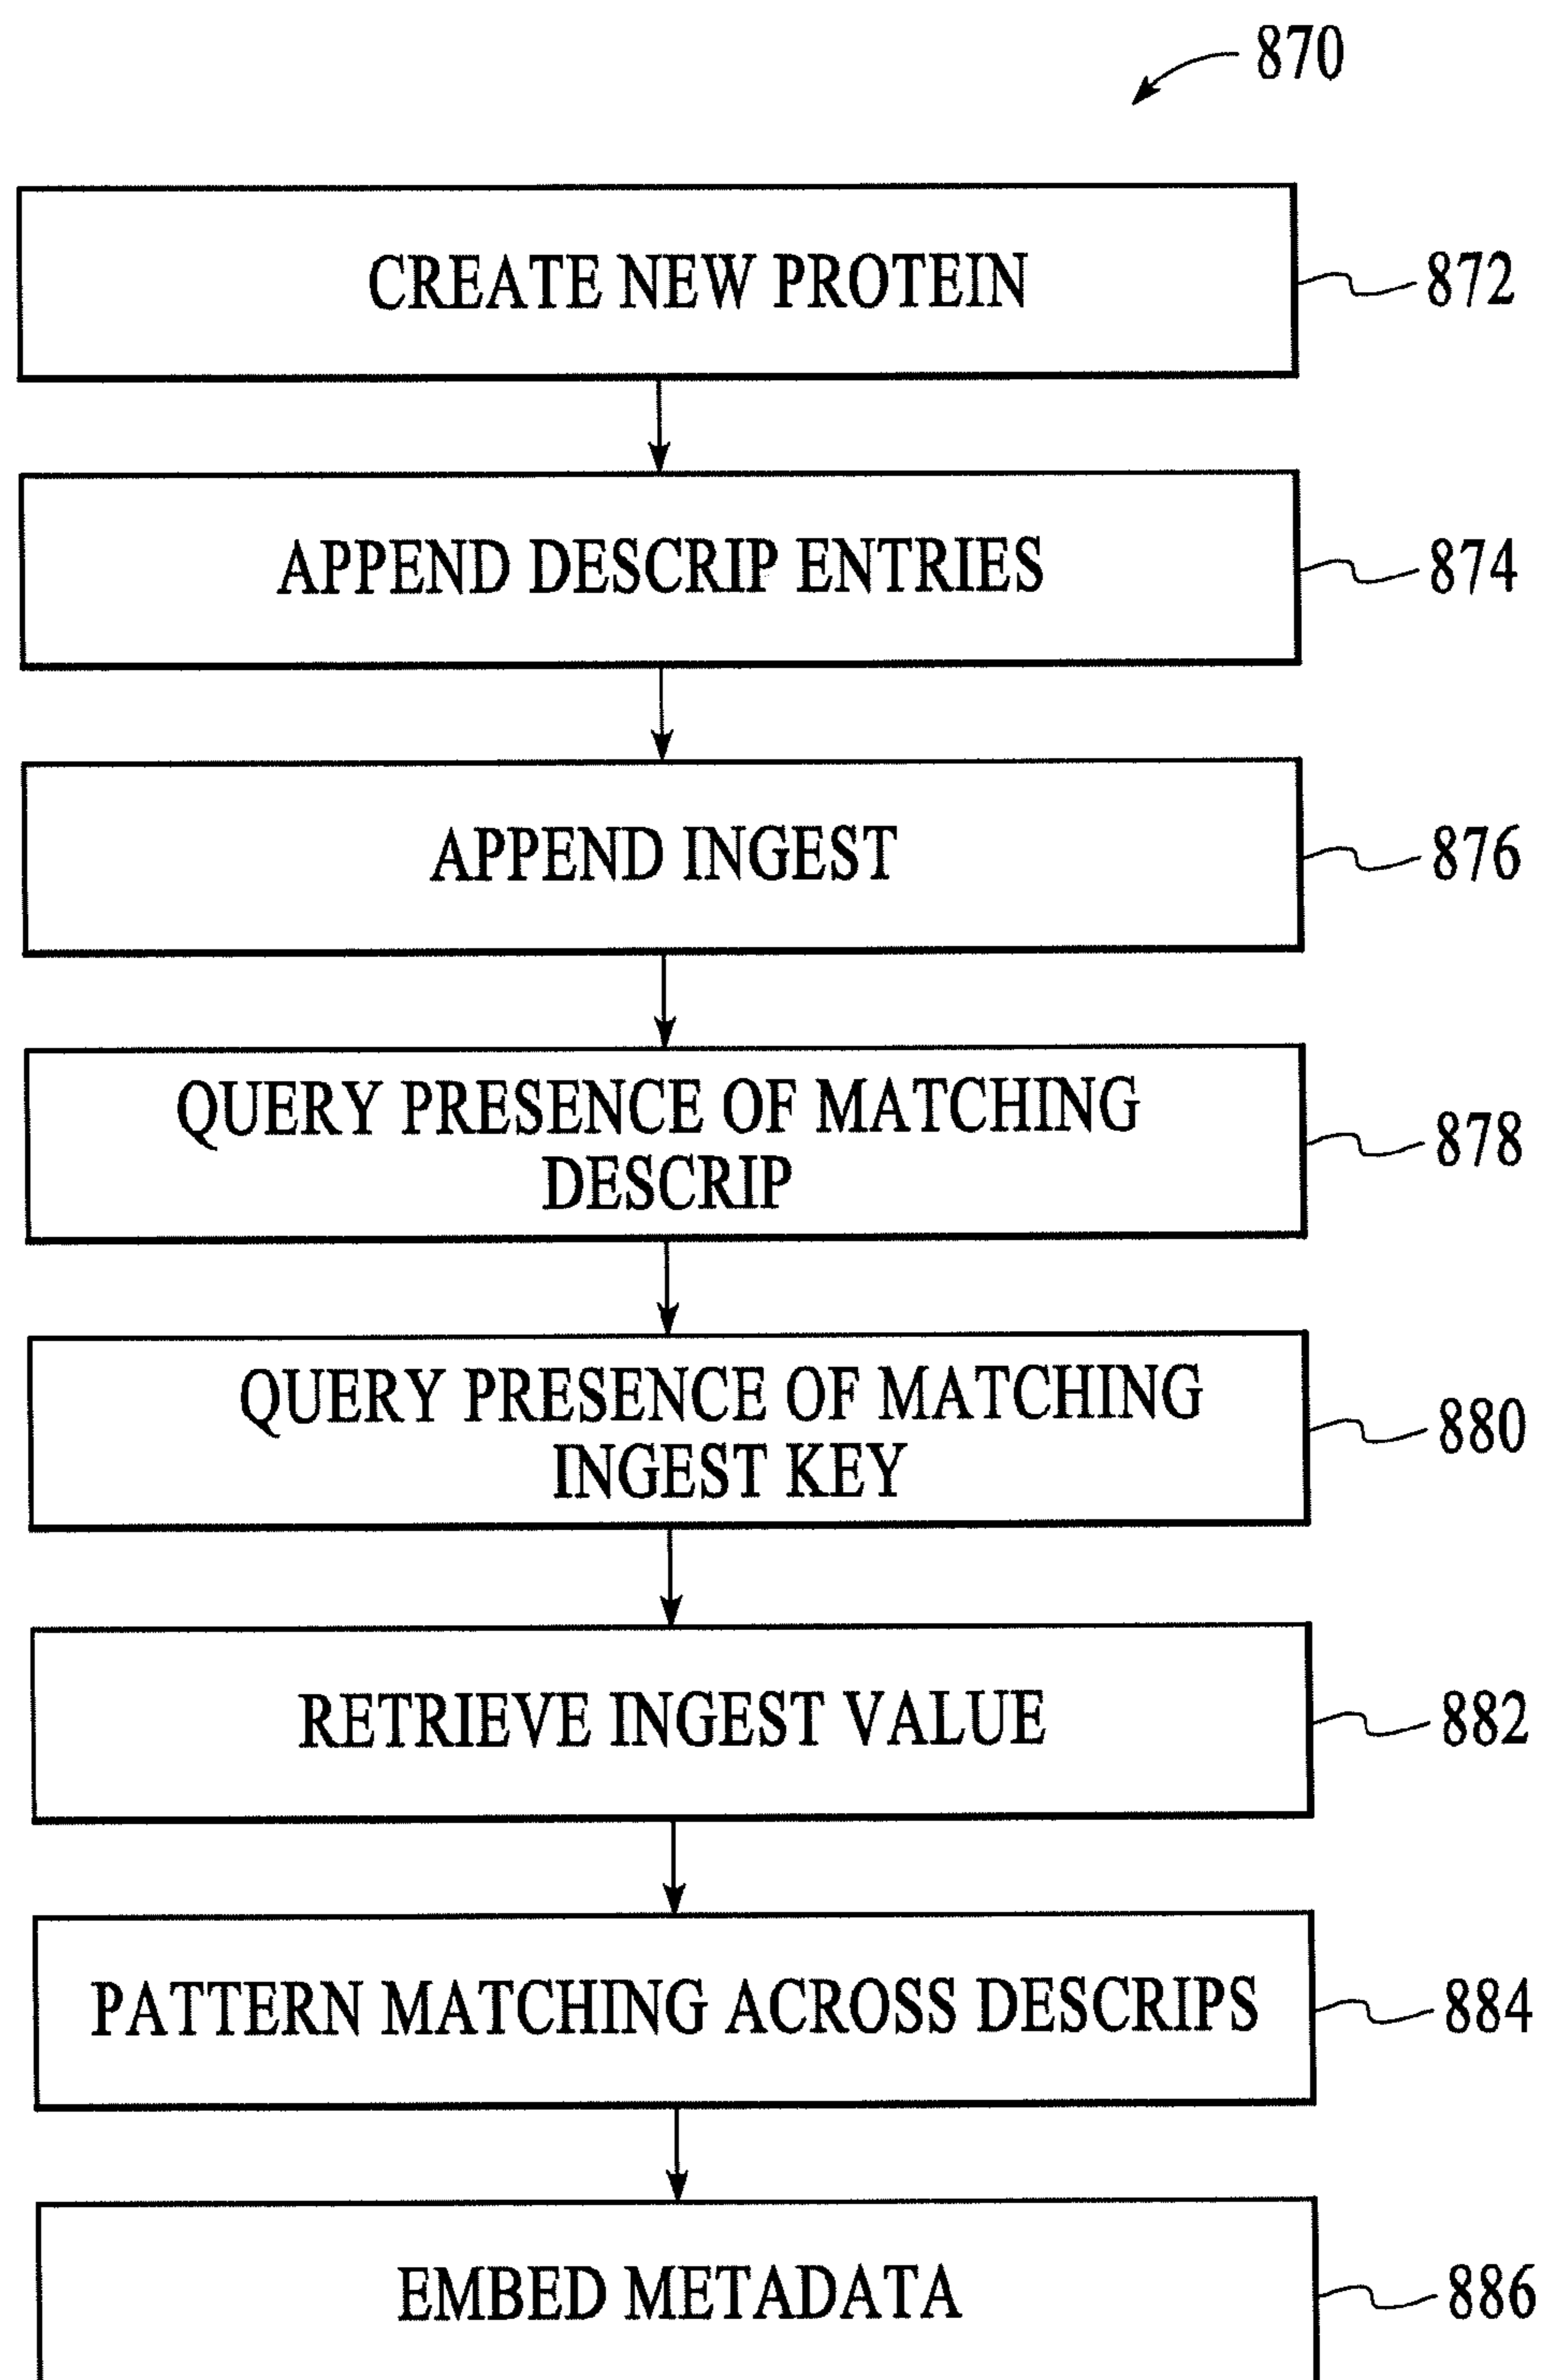 870
CREATE NEW PROTEIN
872
APPEND DESCRIP ENTRIES
874
APPEND INGEST
876
QUERY PRESENCE OF MATCHING
DESCRIP
878
QUERY PRESENCE OF MATCHING
INGEST KEY
880
RETRIEVE INGEST VALUE
882
PATTERN MATCHING ACROSS DESCRIPS
884
EMBED METADATA
886